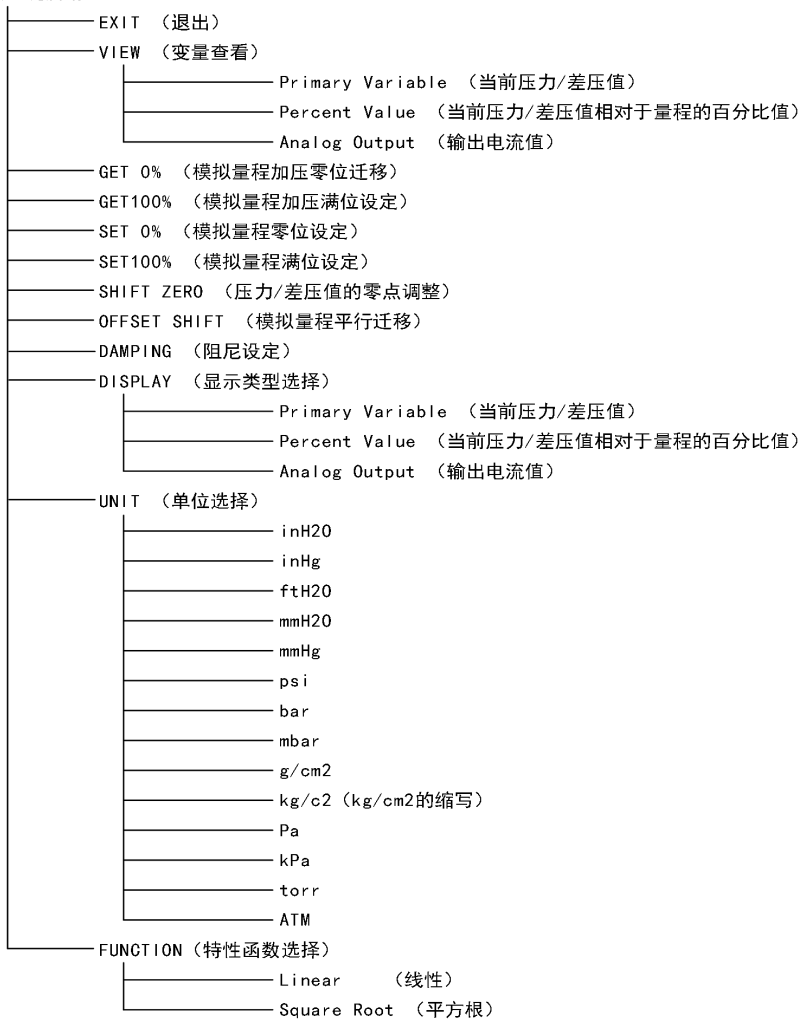 EXIT （退出）
VIEW （变量查看）
Primary Variable （当前压力/差压值）
Percent Value （当前压力/差压值相对于量程的百分比值）
Analog Output （输出电流值）
GET 0% （模拟量程加压零位迁移）
GET100% （模拟量程加压满位设定）
SET 0% （模拟量程零位设定）
SET100% （模拟量程满位设定）
SHIFT ZERO （压力/差压值的零点调整）
OFFSET SHIFT （模拟量程平行迁移）
DAMPING （阻尼设定）
DISPLAY （显示类型选择）
Primary Variable （当前压力/差压值）
Percent Value （当前压力/差压值相对于量程的百分比值）
Analog Output （输出电流值）
UNIT （单位选择）
inH2O
inHg
ftH2O
mmH2O
mmHg
psi
bar
mbar
g/cm2
kg/c2（kg/cm2的缩写）
Pa
kPa
torr
ATM
FUNCTION（特性函数选择）
Linear （线性）
Square Root （平方根）